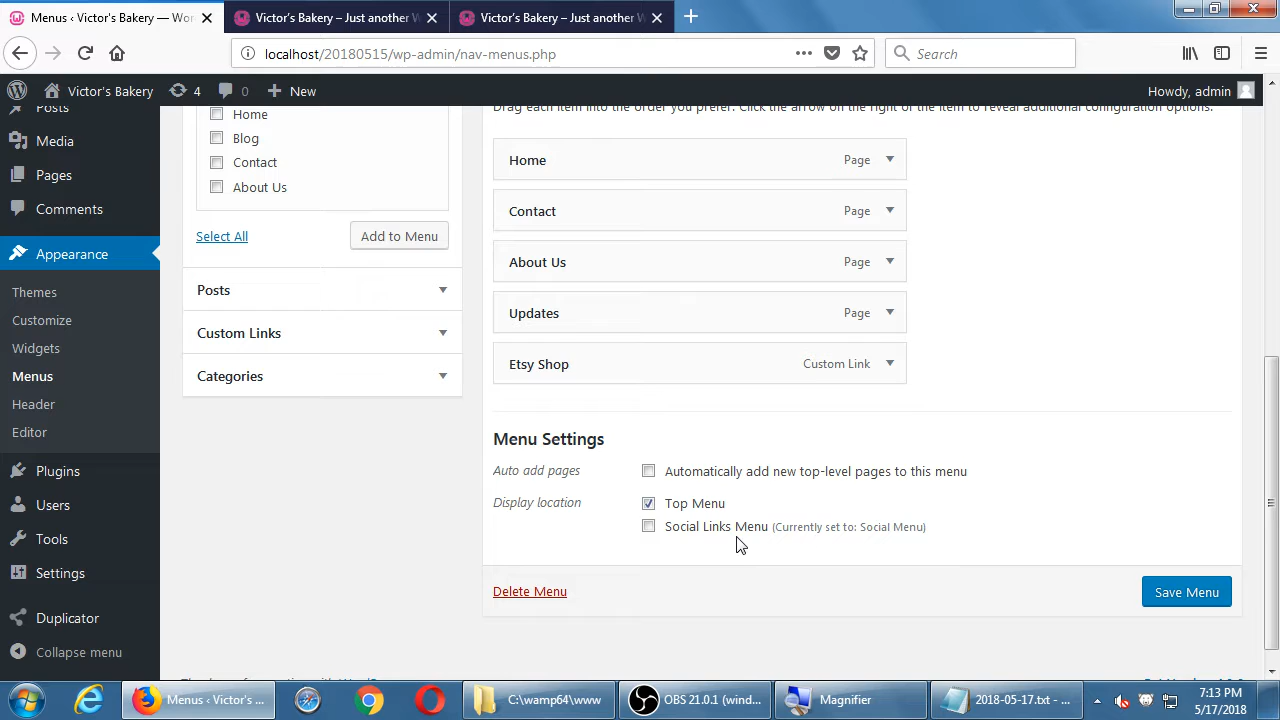 Menus ‹ Victor's Bakery — Wor
Victor's Bakery – Just another W
Victor's Bakery – Just another W
localhost/20180515/wp-admin/nav-menus.php
Search
Victor's Bakery
4
0
New
Howdy, admin
Posts
Media
Pages
Comments
Appearance
Themes
Customize
Widgets
Menus
Header
Editor
Plugins
Users
Tools
Settings
Duplicator
Collapse menu
Home
Blog
Contact
About Us
Select All
Add to Menu
Posts
Custom Links
Categories
Drag each item into the order you prefer. Click the arrow on the right of the item to reveal additional configuration options.
Home Page
Contact Page
About Us Page
Updates Page
Etsy Shop Custom Link
Menu Settings
Auto add pages
Automatically add new top-level pages to this menu
Display location
Top Menu
Social Links Menu (Currently set to: Social Menu)
Delete Menu
Save Menu
Menus ‹ Victor's ...
C:\wamp64\www
OBS 21.0.1 (wind...
Magnifier
2018-05-17.txt - ...
7:13 PM
5/17/2018